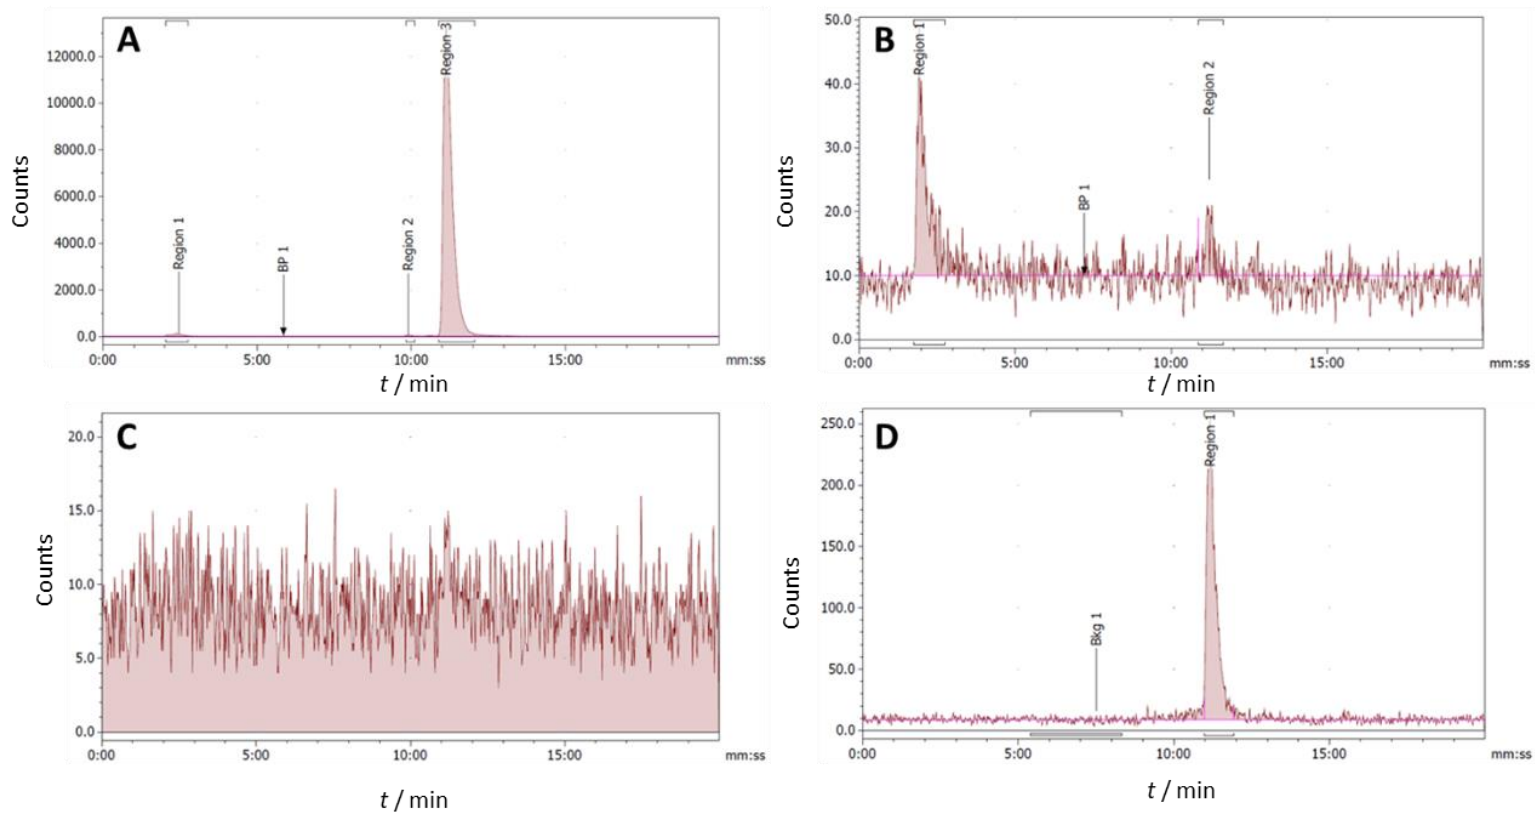 A
Counts
12000.0
10000.0
8000.0
6000.0
4000.0
2000.0
0.0
Region 1
BP 1
Region 2
Region 3
0:00 5:00 10:00 15:00 mm:ss
t / min
B
Counts
50.0
40.0
30.0
20.0
10.0
0.0
Region 1
BP 1
Region 2
0:00 5:00 10:00 15:00 mm:ss
t / min
C
Counts
20.0
15.0
10.0
5.0
0.0
0:00 5:00 10:00 15:00 mm:ss
t / min
D
Counts
250.0
200.0
150.0
100.0
50.0
0.0
Bkg 1
Region 1
0:00 5:00 10:00 15:00 mm:ss
t / min